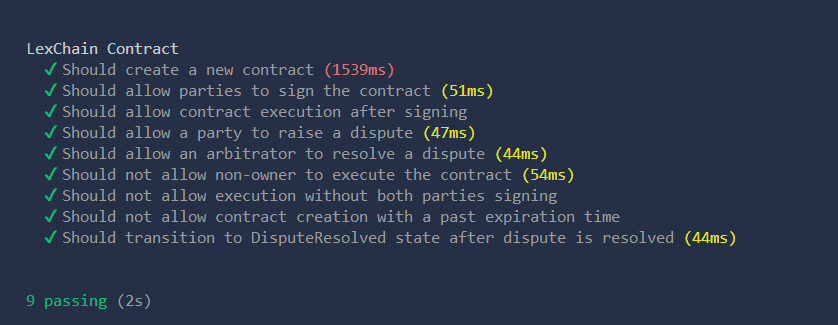 LexChain Contract
✓ Should create a new contract (1539ms)
✓ Should allow parties to sign the contract (51ms)
✓ Should allow contract execution after signing
✓ Should allow a party to raise a dispute (47ms)
✓ Should allow an arbitrator to resolve a dispute (44ms)
✓ Should not allow non-owner to execute the contract (54ms)
✓ Should not allow execution without both parties signing
✓ Should not allow contract creation with a past expiration time
✓ Should transition to DisputeResolved state after dispute is resolved (44ms)
9 passing (2s)